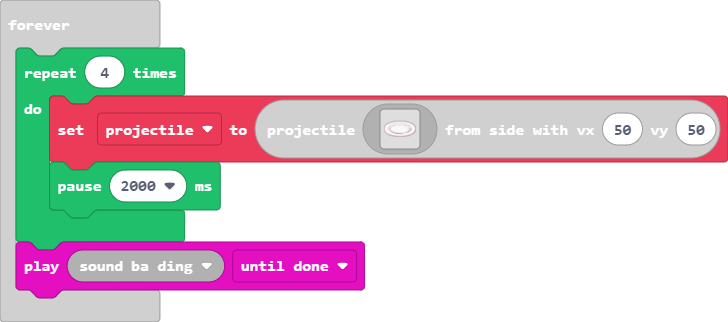 forever
repeat 4 times
do
set projectile to projectile from side with vx 50 vy 50
pause 2000 ms
play sound ba ding until done